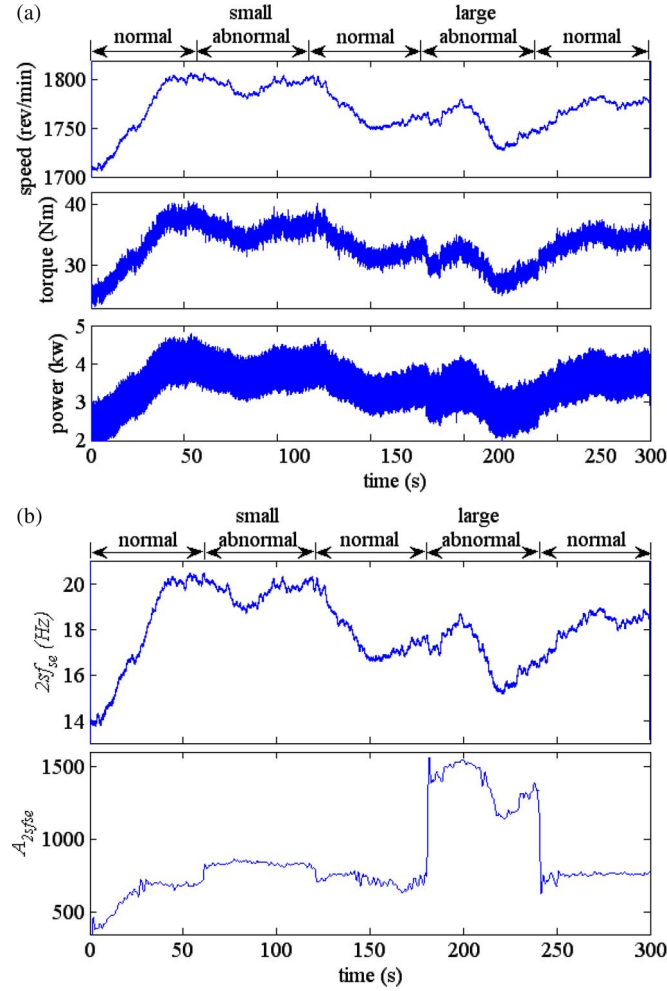 (a)
small
large
normal
abnormal
normal
abnormal
normal
speed (rev/min)
1800
1750
1700
torque (Nm)
40
30
power (kw)
5
4
3
2
0 50 100 150 200 250 300
time (s)
(b)
small
large
normal
abnormal
normal
abnormal
normal
2sfse (Hz)
20
18
16
14
A2sfse
1500
1000
500
0 50 100 150 200 250 300
time (s)